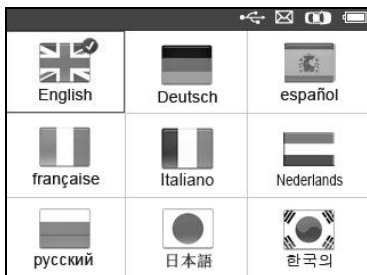 English
Deutsch
español
française
Italiano
Nederlands
русский
日本語
한국의